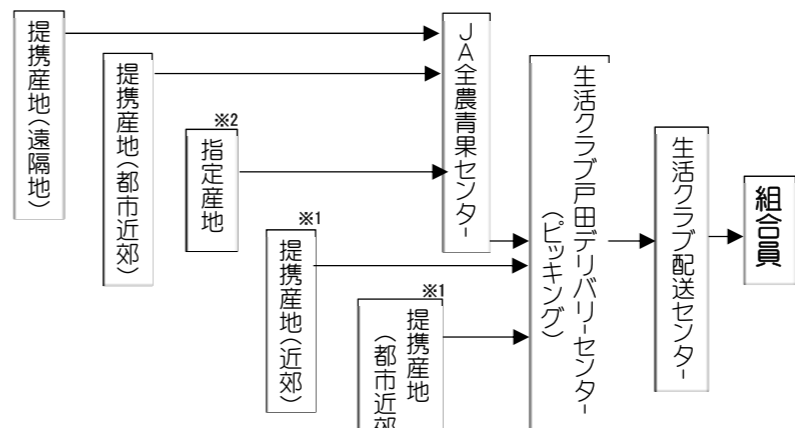 提携産地（遠隔地）
提携産地（都市近郊）
※2
指定産地
※1
提携産地（近郊）
※1
提携産地
（都市近郊
JA全農青果センター
生活クラブ戸田デリバリーセンター
（ピッキング）
生活クラブ配送センター
組合員